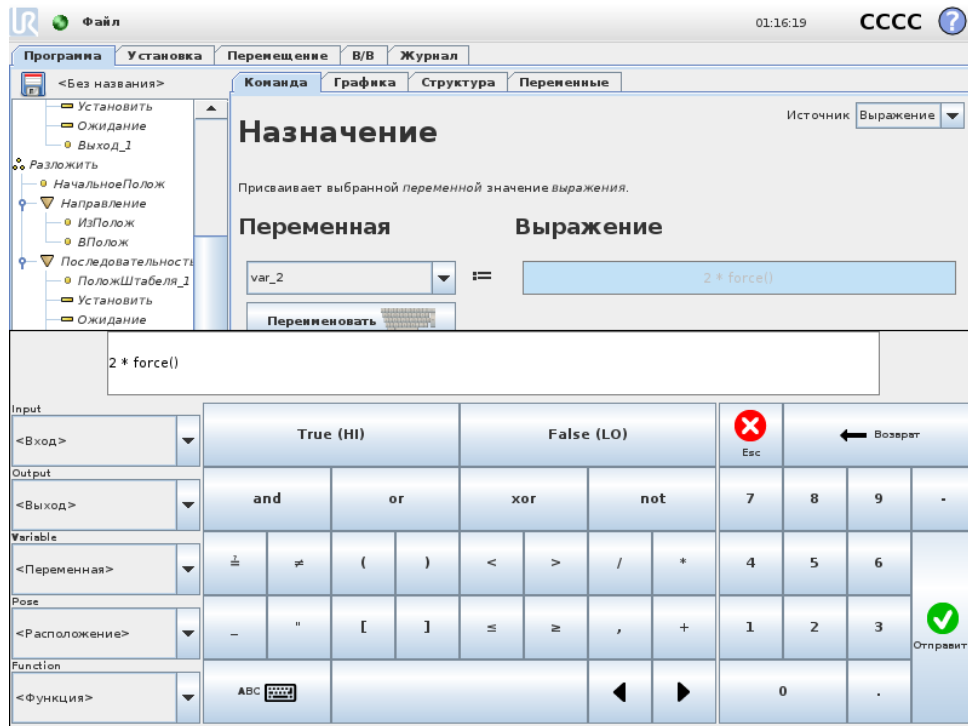 UR Файл 01:16:19 CCCC ?
Программа Установка Перемещение В/В Журнал
<Без названия> Команда Графика Структура Переменные
Установить
Ожидание
Выход_1
Разложить
НачальноеПолож
Направление
ИзПолож
ВПолож
Последовательность
ПоложШтабеля_1
Установить
Ожидание
Назначение
Источник Выражение
Присваивает выбранной переменной значение выражения.
Переменная Выражение
var_2 := 2 * force()
Переименовать
2 * force()
Input
<Вход>
Output
<Выход>
Variable
<Переменная>
Pose
<Расположение>
Function
<Функция>
True (HI) False (LO) Esc Возврат
and or xor not 7 8 9 -
≟ ≠ ( ) < > / * 4 5 6
_ " [ ] ≤ ≥ , + 1 2 3 Отправит
ABC 0 .